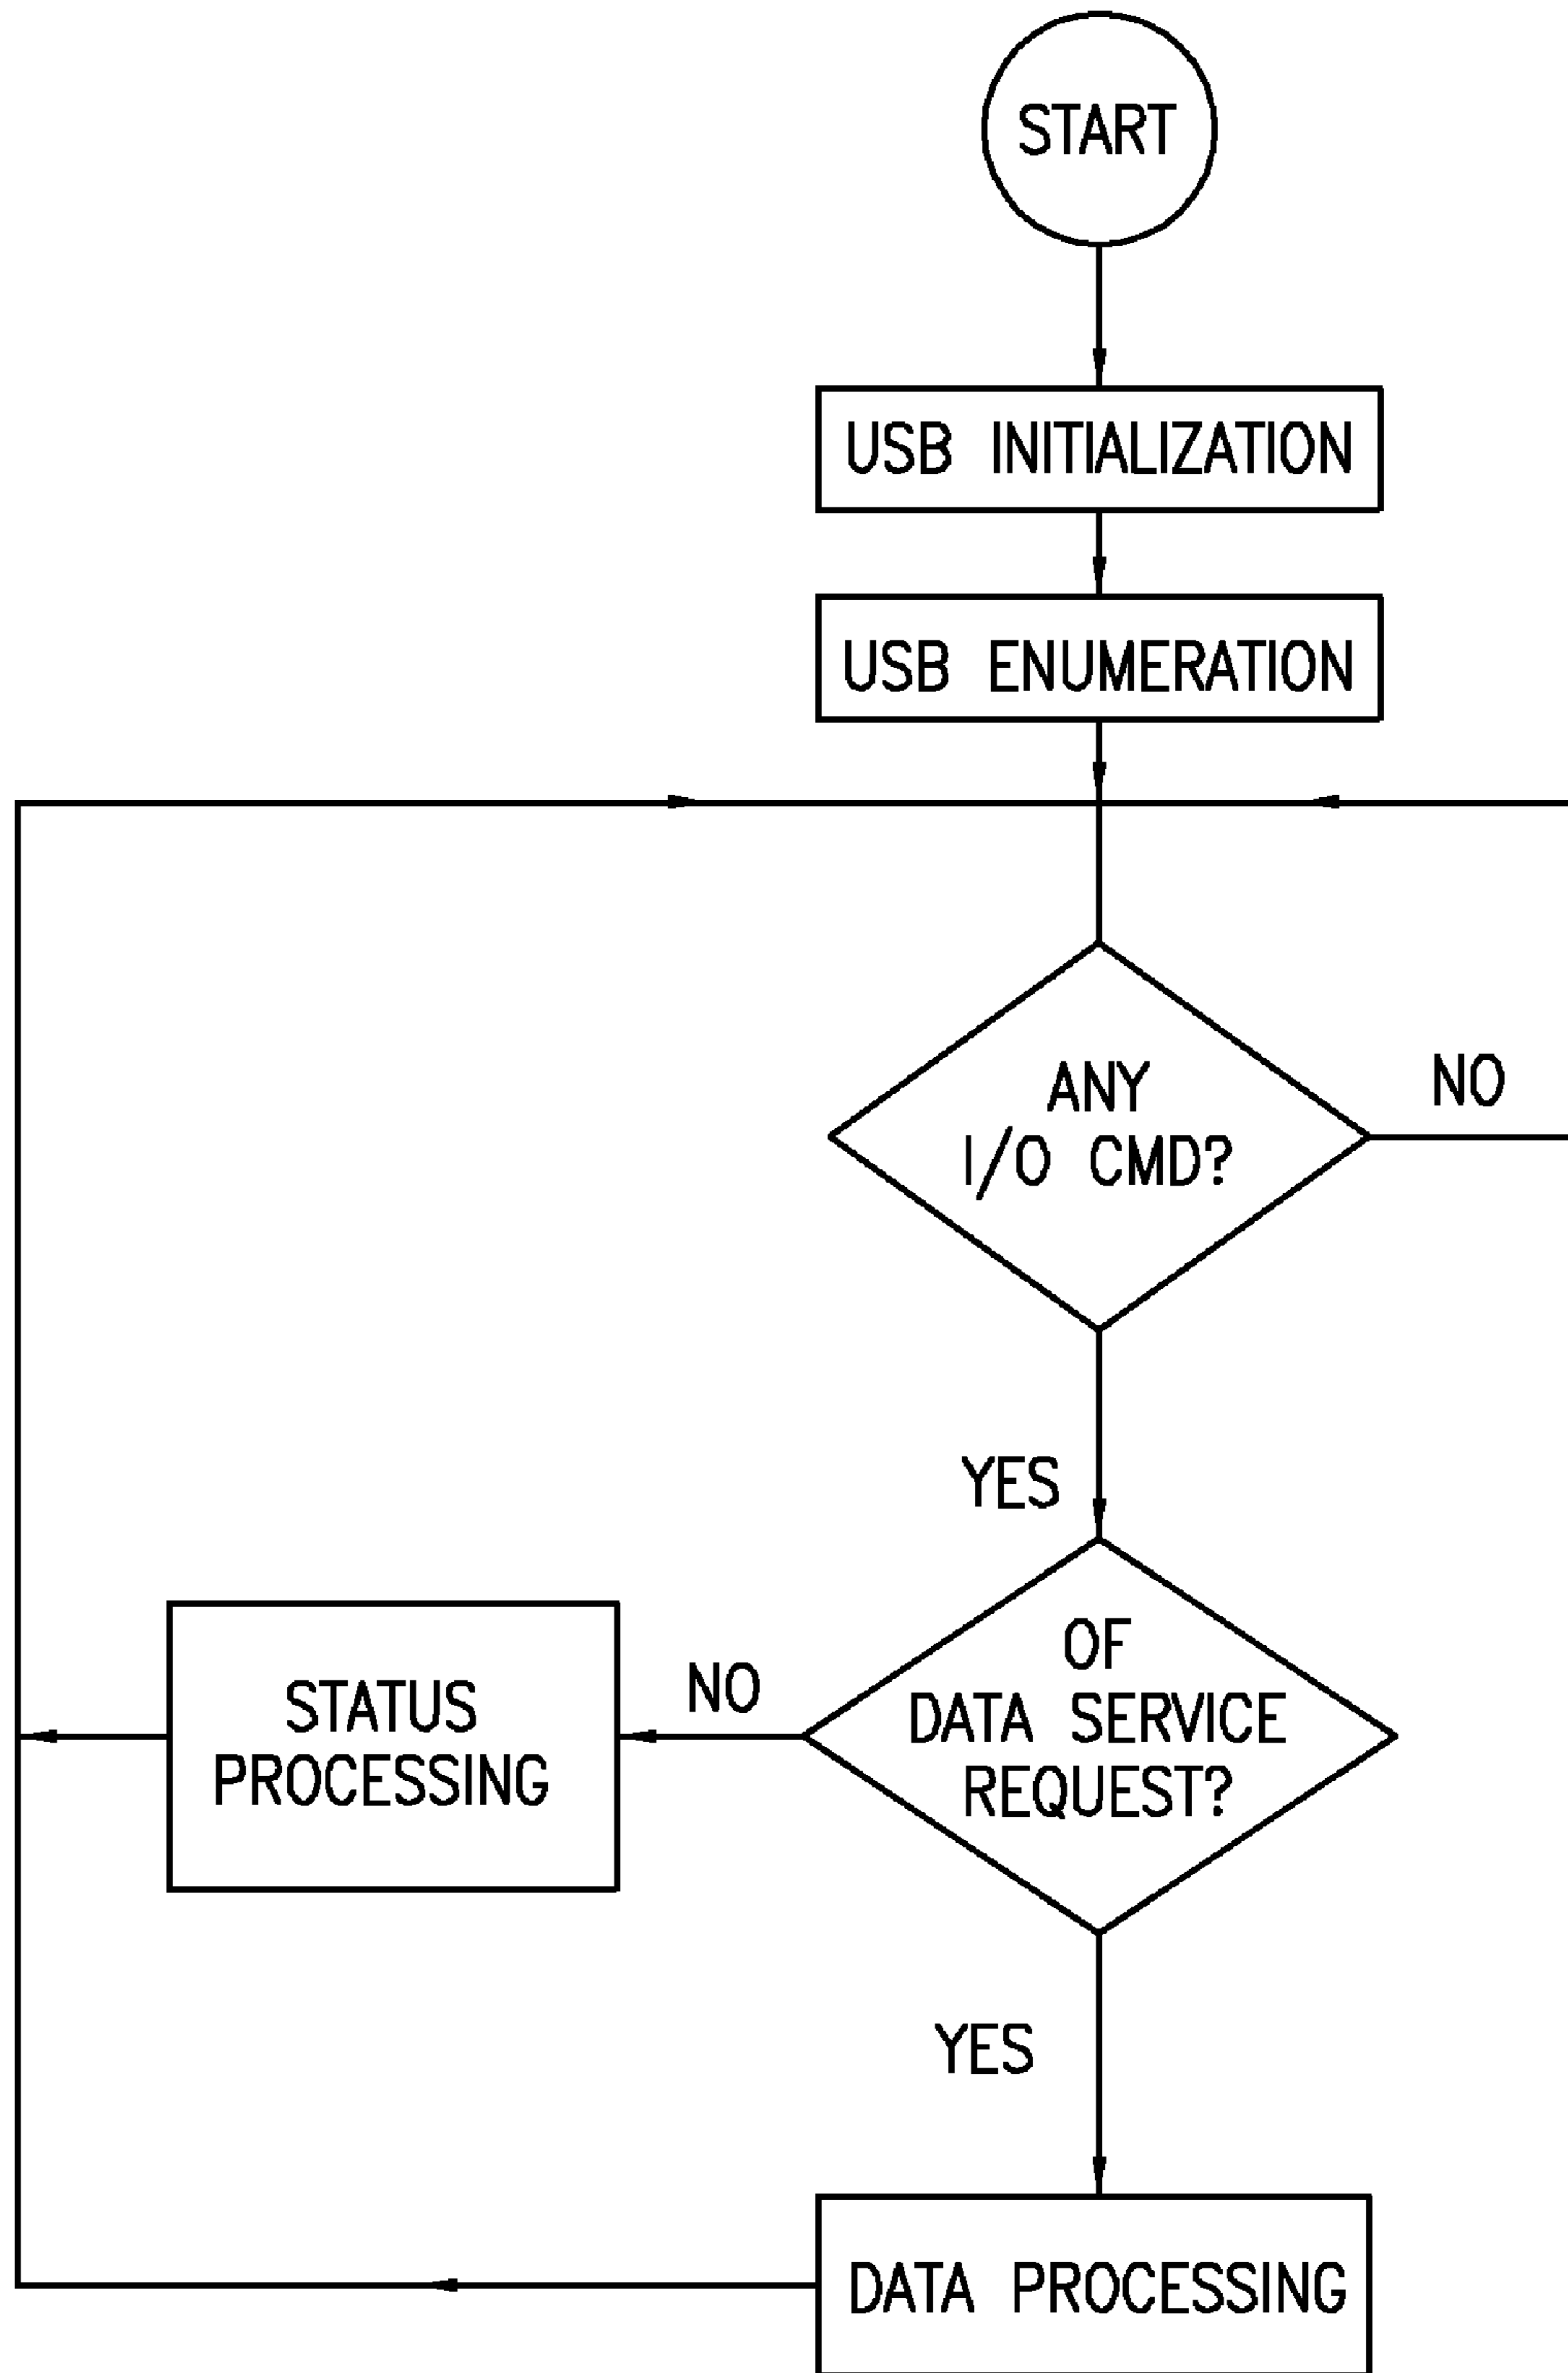 START
USB INITIALIZATION
USB ENUMERATION
ANY
I/O CMD?
NO
YES
OF
DATA SERVICE
REQUEST?
NO
STATUS
PROCESSING
YES
DATA PROCESSING